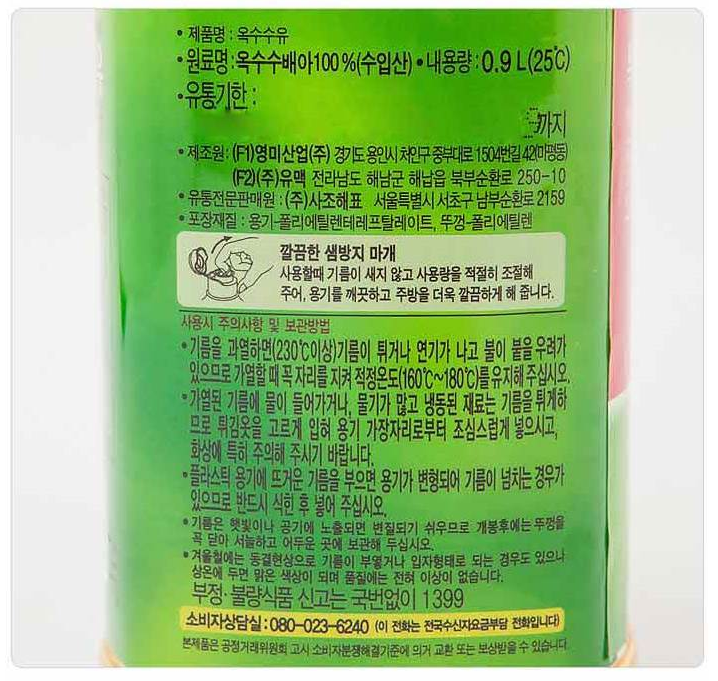 • 제품명 : 옥수수유
• 원료명 : 옥수수배아100%(수입산) • 내용량 : 0.9 L(25℃)
• 유통기한 :
까지
• 제조원 : (F1)영미산업(주) 경기도 용인시 처인구 중부대로 1504번길 42(마평동)
(F2)(주)유맥 전라남도 해남군 해남읍 북부순환로 250-10
• 유통전문판매원 : (주)사조해표 서울특별시 서초구 남부순환로 2159
• 포장재질 : 용기-폴리에틸렌테레프탈레이트, 뚜껑-폴리에틸렌
깔끔한 샘방지 마개
사용할때 기름이 새지 않고 사용량을 적절히 조절해
주어, 용기를 깨끗하고 주방을 더욱 깔끔하게 해 줍니다.
사용시 주의사항 및 보관방법
• 기름을 과열하면(230℃이상)기름이 튀거나 연기가 나고 불이 붙을 우려가
있으므로 가열할 때 꼭 자리를 지켜 적정온도(160℃~180℃)를 유지해 주십시오.
• 가열된 기름에 물이 들어가거나, 물기가 많고 냉동된 재료는 기름을 튀게하
므로 튀김옷을 고르게 입혀 용기 가장자리로부터 조심스럽게 넣으시고,
화상에 특히 주의해 주시기 바랍니다.
• 플라스틱 용기에 뜨거운 기름을 부으면 용기가 변형되어 기름이 넘치는 경우가
있으므로 반드시 식힌 후 넣어 주십시오.
• 기름은 햇빛이나 공기에 노출되면 변질되기 쉬우므로 개봉후에는 뚜껑을
꼭 닫아 서늘하고 어두운 곳에 보관해 두십시오.
• 겨울철에는 동결현상으로 기름이 부옇거나 입자형태로 되는 경우도 있으나
상온에 두면 맑은 색상이 되며 품질에는 전혀 이상이 없습니다.
부정·불량식품 신고는 국번없이 1399
소비자상담실 : 080-023-6240 (이 전화는 전국수신자요금부담 전화입니다)
본제품은 공정거래위원회 고시 소비자분쟁해결기준에 의거 교환 또는 보상받을 수 있습니다.